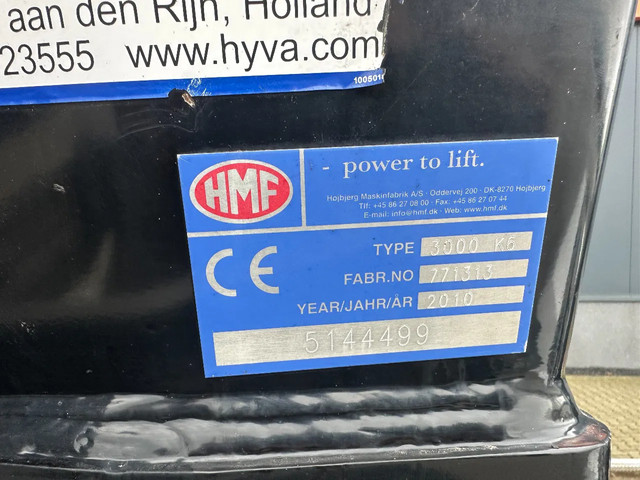 aan den Rijn, Holland
23555 www.hyva.com
HMF
- power to lift.
Højbjerg Maskinfabrik A/S · Oddervej 200 · DK-8270 Højbjerg
Tlf: +45 86 27 08 00 · Fax: +45 86 27 07 44
E-mail: info@hmf.dk · Web: www.hmf.dk
CE
TYPE 3000 K6
FABR.NO 771313
YEAR/JAHR/ÅR 2010
5144499